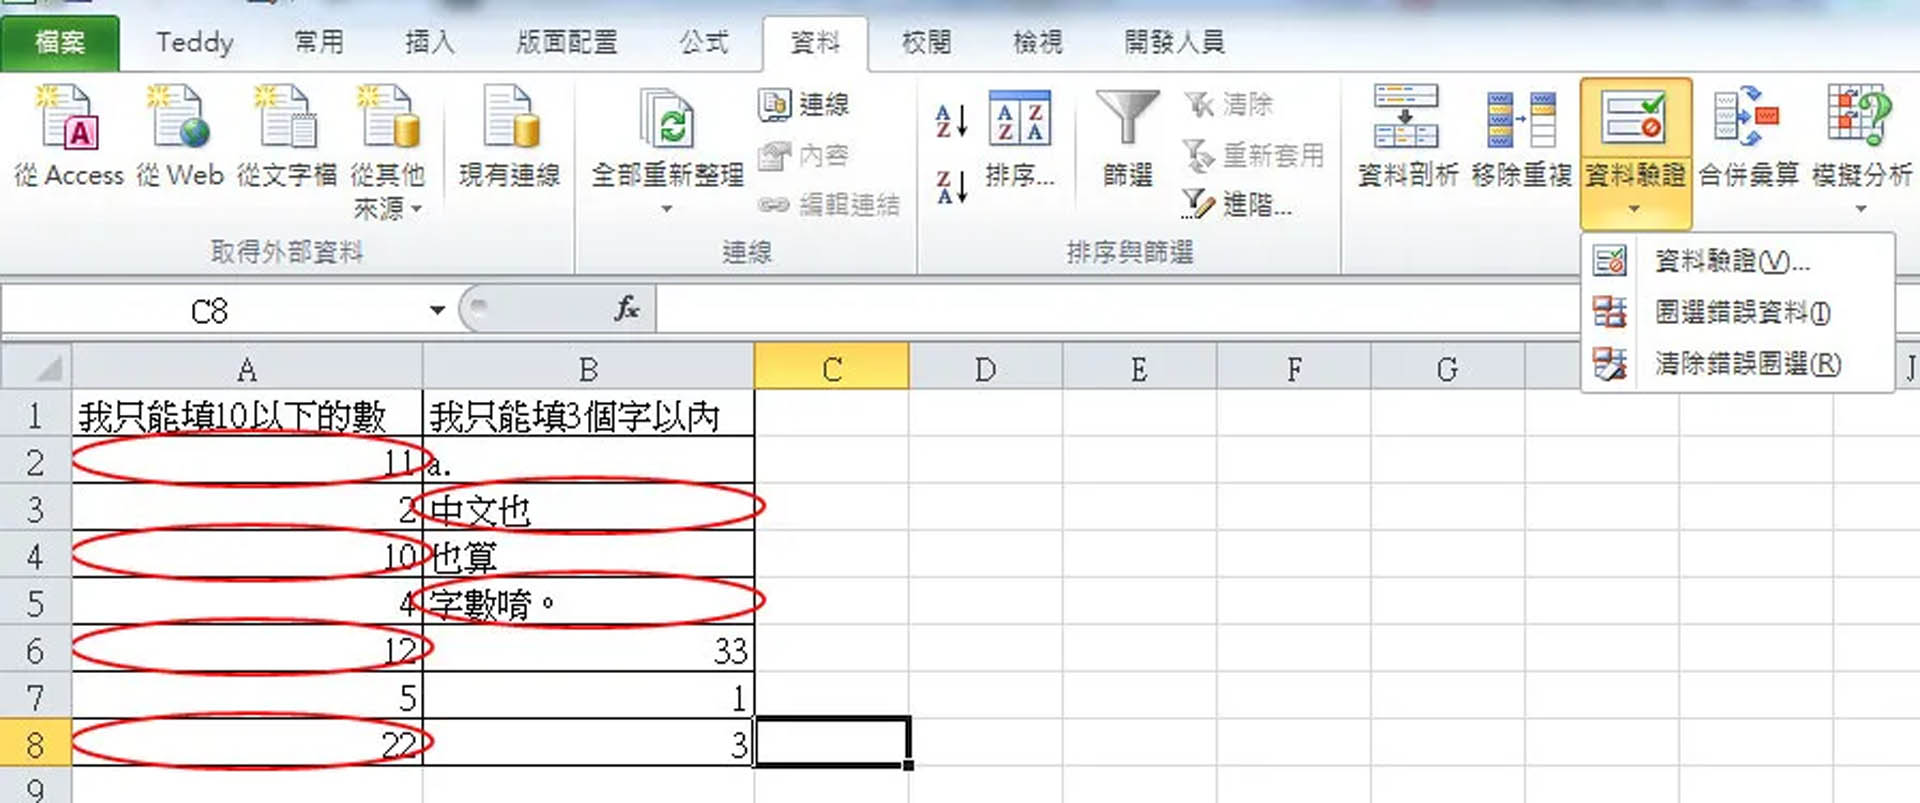 檔案 Teddy 常用 插入 版面配置 公式 資料 校閱 檢視 開發人員
從 Access 從 Web 從文字檔 從其他來源 現有連線
取得外部資料
全部重新整理 連線 內容 編輯連結
連線
A Z Z A 排序... 篩選 清除 重新套用 進階...
排序與篩選
資料剖析 移除重複 資料驗證 合併彙算 模擬分析
資料驗證(V)...
圈選錯誤資料(I)
清除錯誤圈選(R)
C8 fx
A B C D E F G J
1 我只能填10以下的數 我只能填3個字以內
2 11 a.
3 2 中文也
4 10 也算
5 4 字數唷。
6 12 33
7 5 1
8 22 3
9